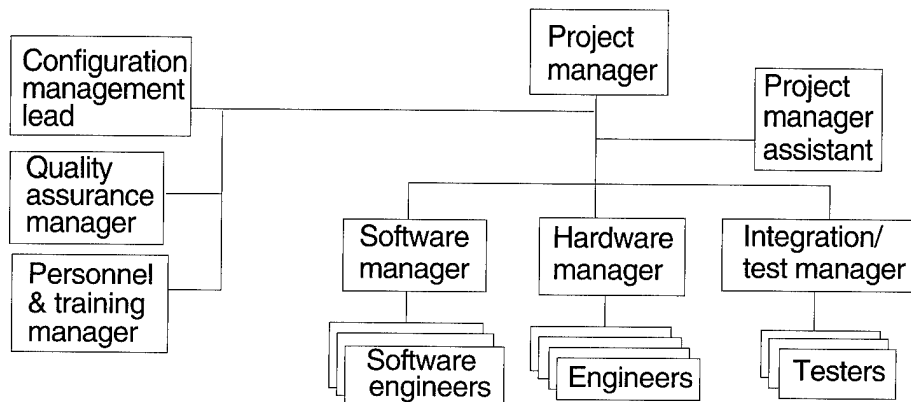 Project
manager
Configuration
management
lead
Project
manager
assistant
Quality
assurance
manager
Software
manager
Hardware
manager
Integration/
test manager
Personnel
& training
manager
Software
engineers
Engineers
Testers